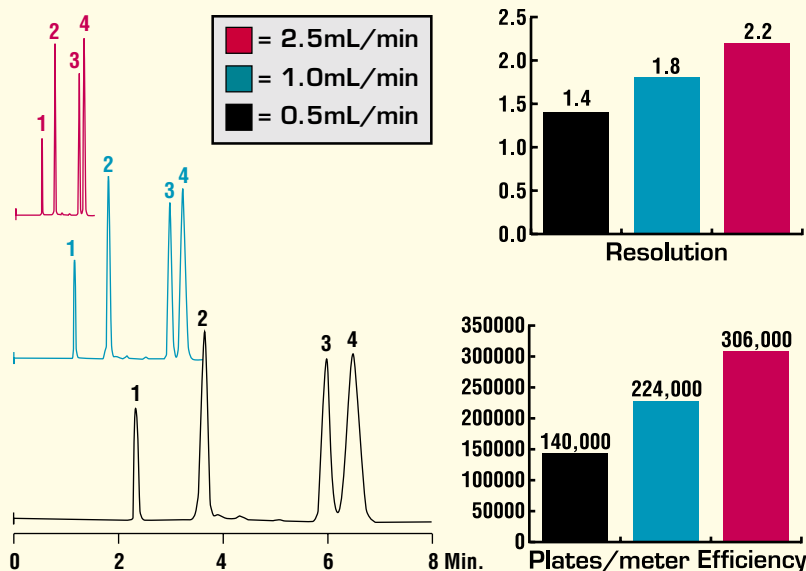 = 2.5mL/min
= 1.0mL/min
= 0.5mL/min
1 2 3 4
1 2 3 4
1 2 3 4
0 2 4 6 8 Min.
2.5
2.0
1.5
1.0
0.5
0.0
1.4 1.8 2.2
Resolution
350000
300000
250000
200000
150000
100000
50000
0
140,000 224,000 306,000
Plates/meter Efficiency